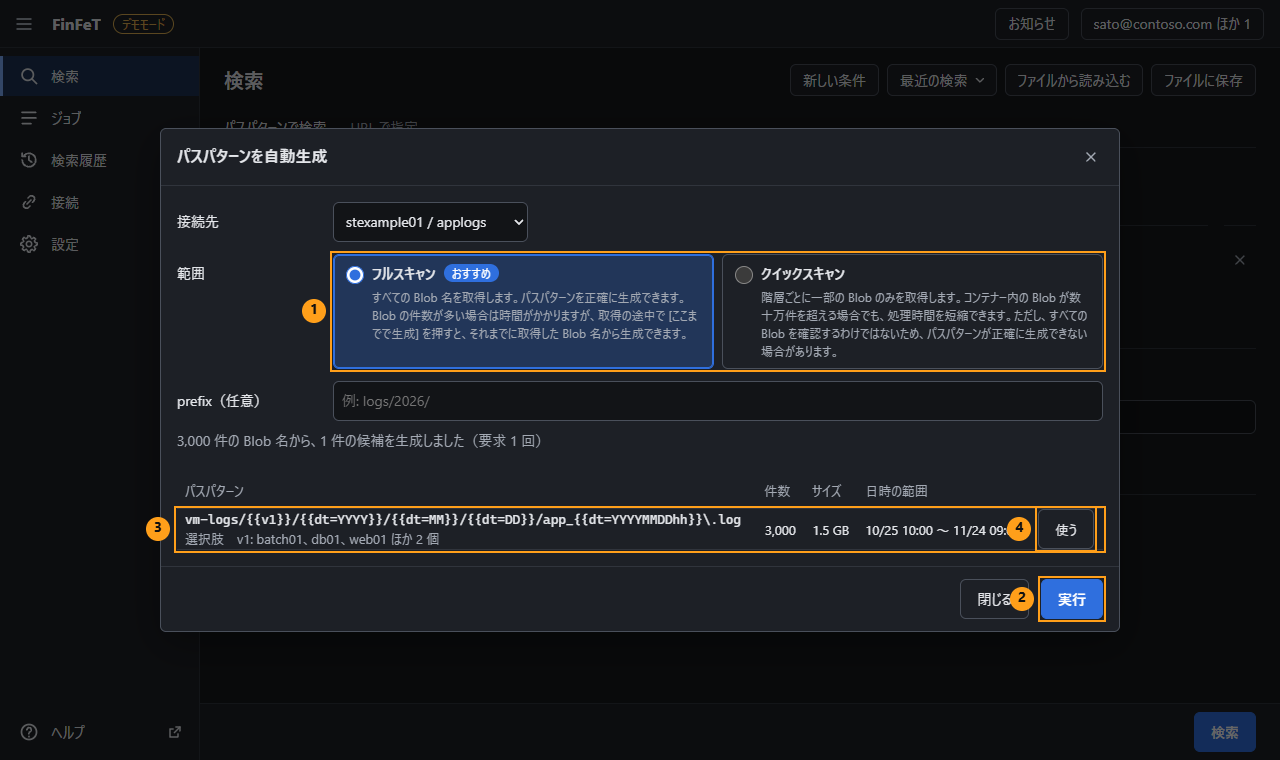 FinFeT デモモード お知らせ sato@contoso.com ほか 1
検索
ジョブ
検索履歴
接続
設定
ヘルプ
検索 新しい条件 最近の検索 ファイルから読み込む ファイルに保存
パスパターンで検索 URL で指定
パスパターンを自動生成
接続先 stexample01 / applogs
範囲
1
フルスキャン おすすめ
すべての Blob 名を取得します。パスパターンを正確に生成できます。
Blob の件数が多い場合は時間がかかりますが、取得の途中で [ここま
でで生成] を押すと、それまでに取得した Blob 名から生成できます。
クイックスキャン
階層ごとに一部の Blob のみを取得します。コンテナー内の Blob が数
十万件を超える場合でも、処理時間を短縮できます。ただし、すべての
Blob を確認するわけではないため、パスパターンが正確に生成できない
場合があります。
prefix（任意） 例: logs/2026/
3,000 件の Blob 名から、1 件の候補を生成しました（要求 1 回）
パスパターン 件数 サイズ 日時の範囲
3 vm-logs/{{v1}}/{{dt=YYYY}}/{{dt=MM}}/{{dt=DD}}/app_{{dt=YYYYMMDDhh}}\.log 3,000 1.5 GB 10/25 10:00 ～ 11/24 09: 4 使う
選択肢 v1: batch01、db01、web01 ほか 2 個
閉じる 2 実行
検索